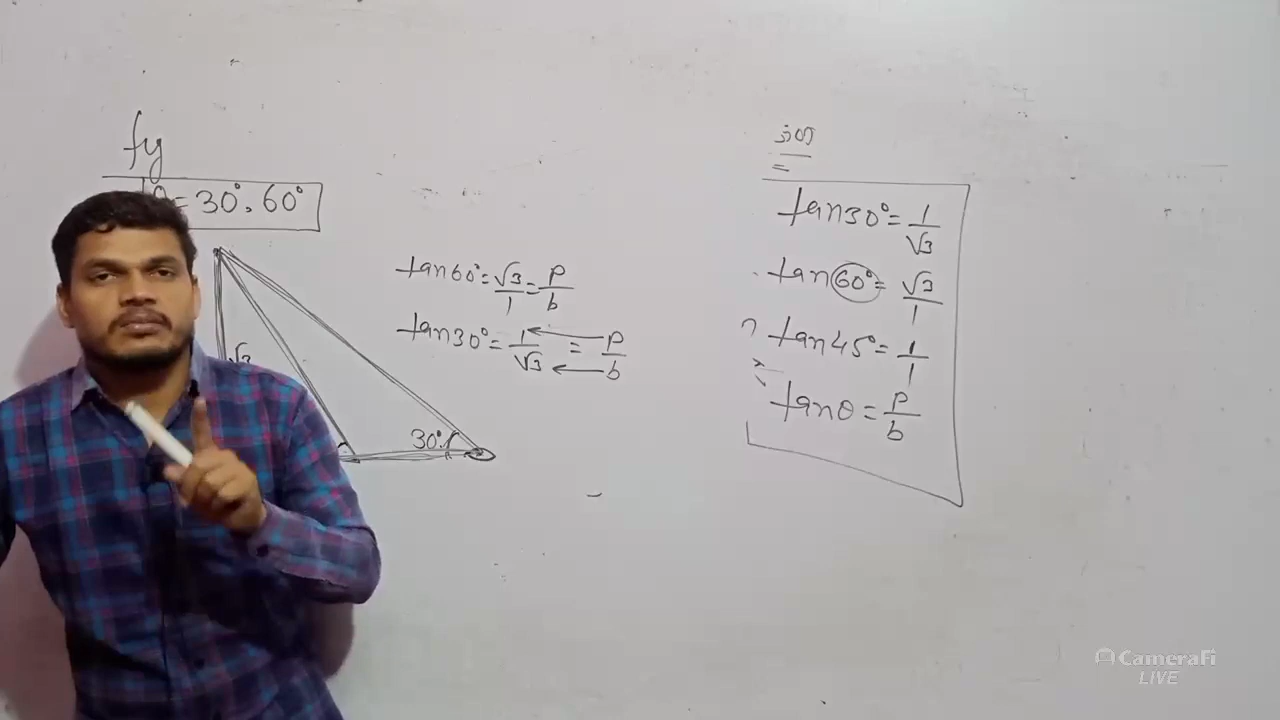 fig
θ = 30°, 60°
√3
30°
tan60° = √3/1 = P/b
tan30° = 1/√3 = P/b
tan30° = 1/√3
tan60° = √3/1
tan45° = 1/1
tanθ = P/b
CameraFi
LIVE